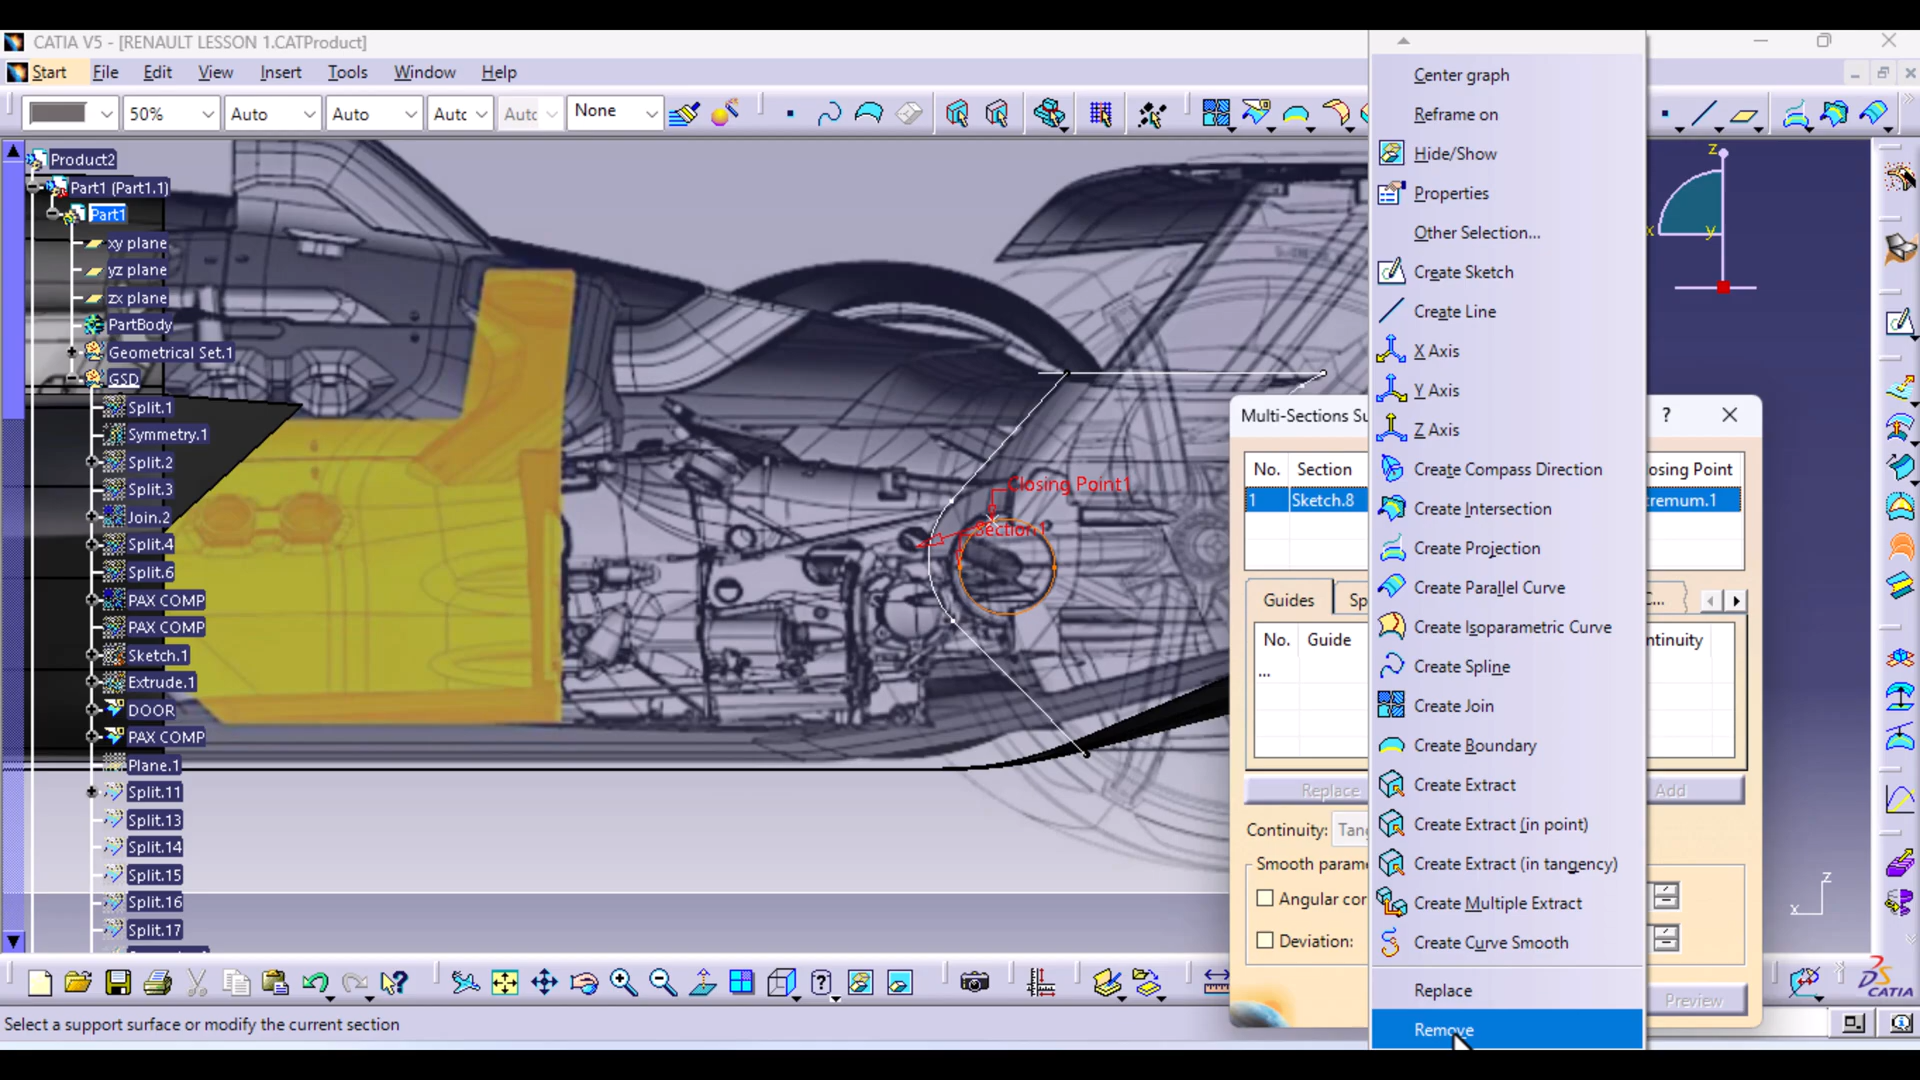 CATIA V5 - [RENAULT LESSON 1.CATProduct]
Start File Edit View Insert Tools Window Help
50% Auto Auto Autc Autc None
Product2
Part1 (Part1.1)
Part1
xy plane
yz plane
zx plane
PartBody
Geometrical Set.1
GSD
Split.1
Symmetry.1
Split.2
Split.3
Join.2
Split.4
Split.6
PAX COMP
PAX COMP
Sketch.1
Extrude.1
DOOR
PAX COMP
Plane.1
Split.11
Split.13
Split.14
Split.15
Split.16
Split.17
Closing Point1
Section1
z
x y
Multi-Sections Su ?
No. Section osing Point
1 Sketch.8 tremum.1
Guides Sp C...
No. Guide ntinuity
...
Replace Add
Continuity: Tang
Smooth parame
Angular cor
Deviation:
Preview
Center graph
Reframe on
Hide/Show
Properties
Other Selection...
Create Sketch
Create Line
X Axis
Y Axis
Z Axis
Create Compass Direction
Create Intersection
Create Projection
Create Parallel Curve
Create Isoparametric Curve
Create Spline
Create Join
Create Boundary
Create Extract
Create Extract (in point)
Create Extract (in tangency)
Create Multiple Extract
Create Curve Smooth
Replace
Remove
z
x
CATIA
Select a support surface or modify the current section